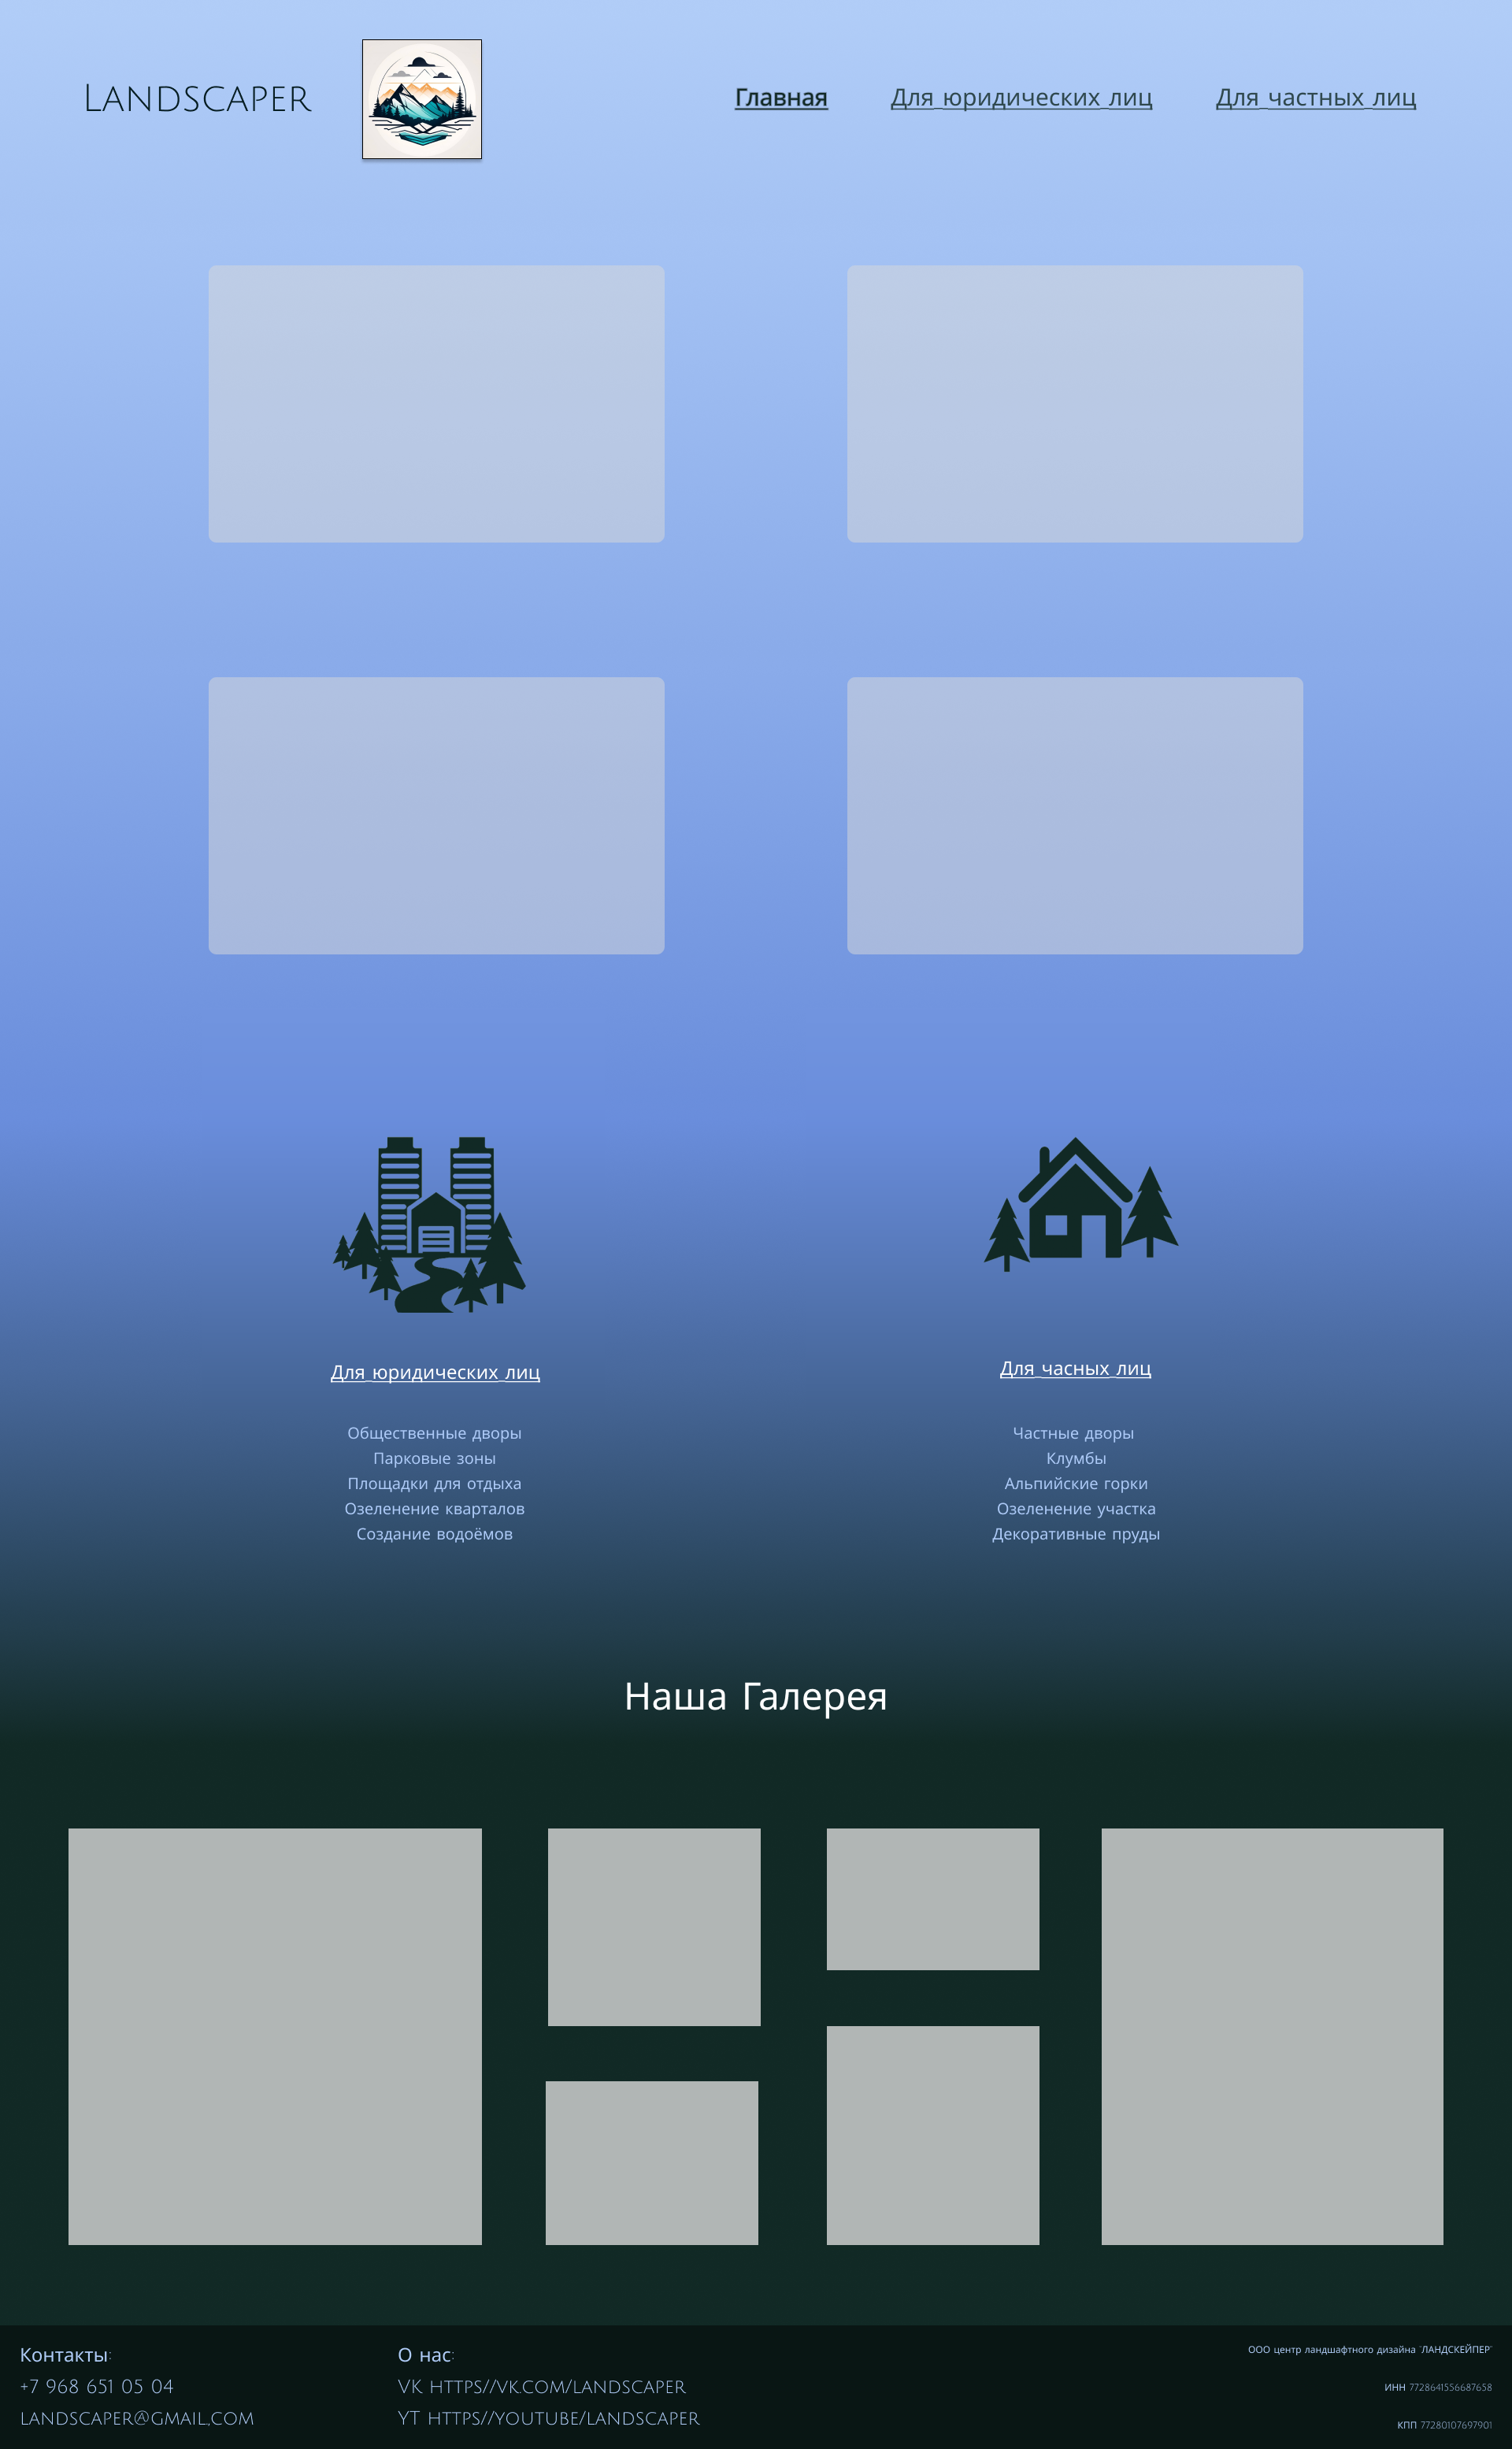 Landscaper
Главная
Для юридических лиц
Для частных лиц
Для юридических лиц
Общественные дворы
Парковые зоны
Площадки для отдыха
Озеленение кварталов
Создание водоёмов
Для часных лиц
Частные дворы
Клумбы
Альпийские горки
Озеленение участка
Декоративные пруды
Наша Галерея
Контакты:
+7 968 651 05 04
landscaper@gmail.com
О нас:
VK https//vk.com/landscaper
YT https//youtube/landscaper
ООО центр ландшафтного дизайна "ЛАНДСКЕЙПЕР"
ИНН 7728641556687658
КПП 77280107697901